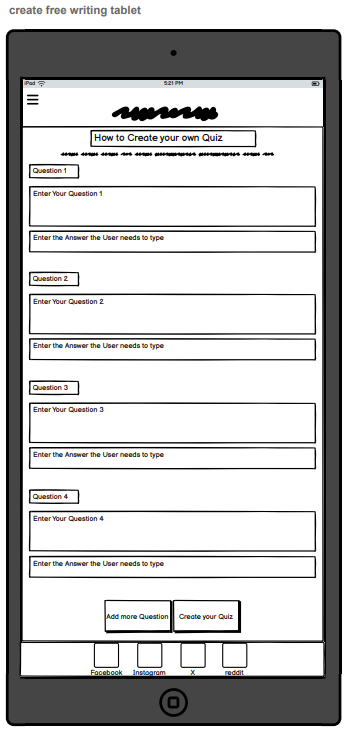 create free writing tablet
iPod 5:21 PM
How to Create your own Quiz
Question 1
Enter Your Question 1
Enter the Answer the User needs to type
Question 2
Enter Your Question 2
Enter the Answer the User needs to type
Question 3
Enter Your Question 3
Enter the Answer the User needs to type
Question 4
Enter Your Question 4
Enter the Answer the User needs to type
Add more Question Create your Quiz
Facebook Instagram X reddit